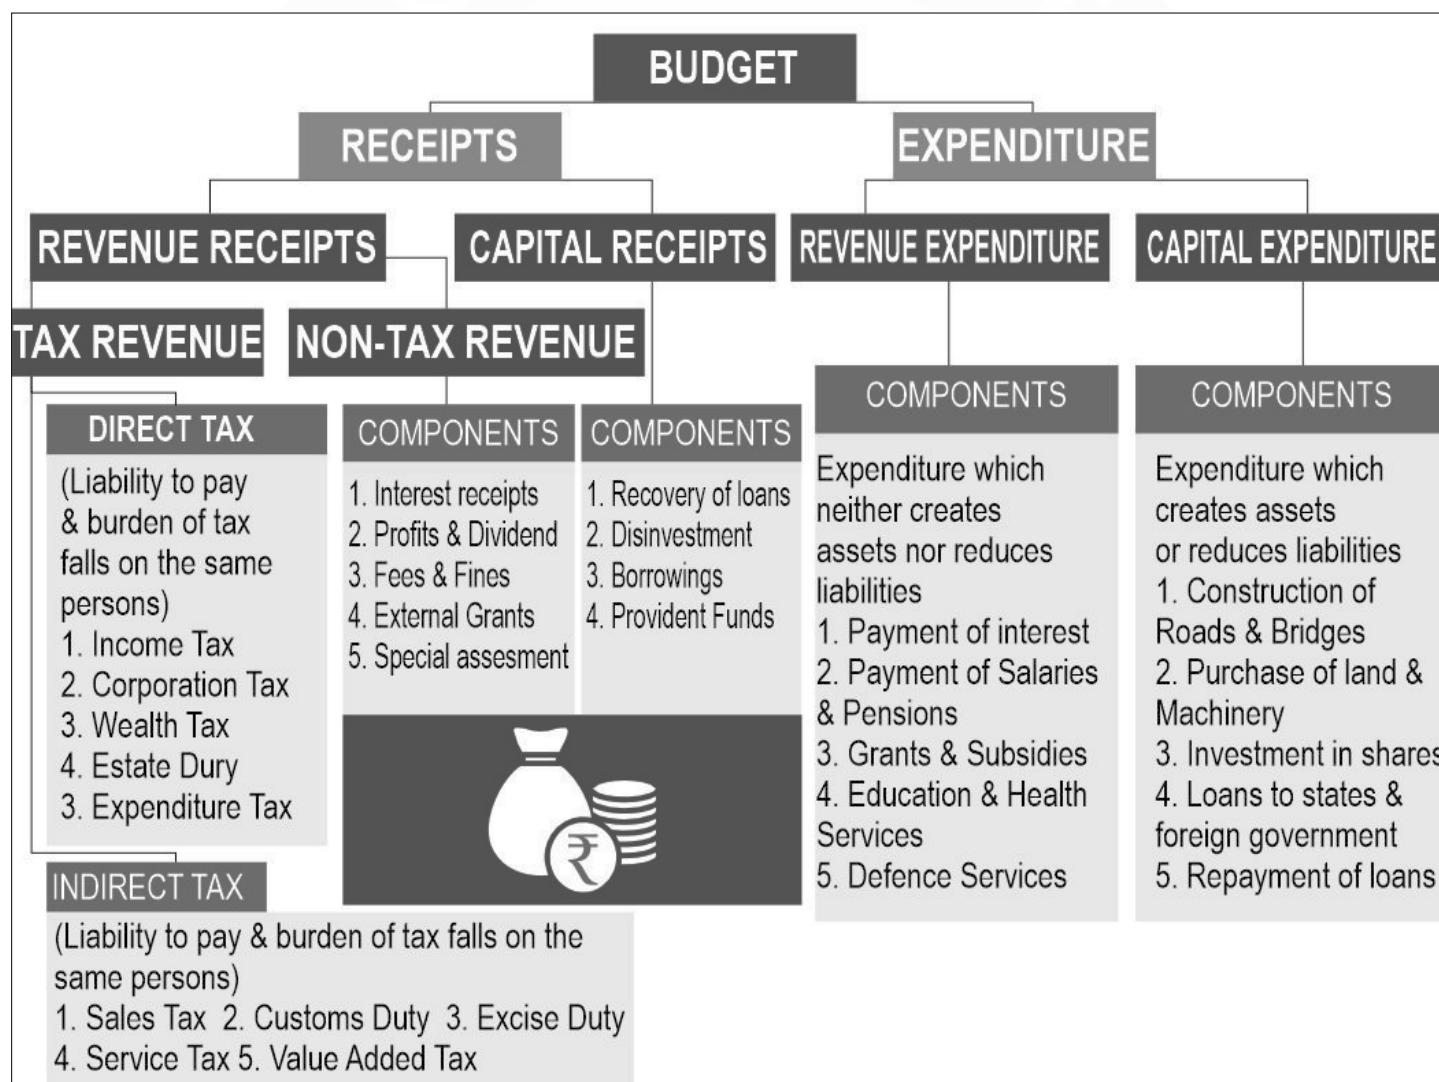 BUDGET
RECEIPTS
EXPENDITURE
REVENUE RECEIPTS
CAPITAL RECEIPTS
REVENUE EXPENDITURE
CAPITAL EXPENDITURE
TAX REVENUE
NON-TAX REVENUE
DIRECT TAX
(Liability to pay
& burden of tax
falls on the same
persons)
1. Income Tax
2. Corporation Tax
3. Wealth Tax
4. Estate Dury
3. Expenditure Tax
INDIRECT TAX
(Liability to pay & burden of tax falls on the
same persons)
1. Sales Tax 2. Customs Duty 3. Excise Duty
4. Service Tax 5. Value Added Tax
COMPONENTS
1. Interest receipts
2. Profits & Dividend
3. Fees & Fines
4. External Grants
5. Special assesment
COMPONENTS
1. Recovery of loans
2. Disinvestment
3. Borrowings
4. Provident Funds
₹
COMPONENTS
Expenditure which
neither creates
assets nor reduces
liabilities
1. Payment of interest
2. Payment of Salaries
& Pensions
3. Grants & Subsidies
4. Education & Health
Services
5. Defence Services
COMPONENTS
Expenditure which
creates assets
or reduces liabilities
1. Construction of
Roads & Bridges
2. Purchase of land &
Machinery
3. Investment in shares
4. Loans to states &
foreign government
5. Repayment of loans